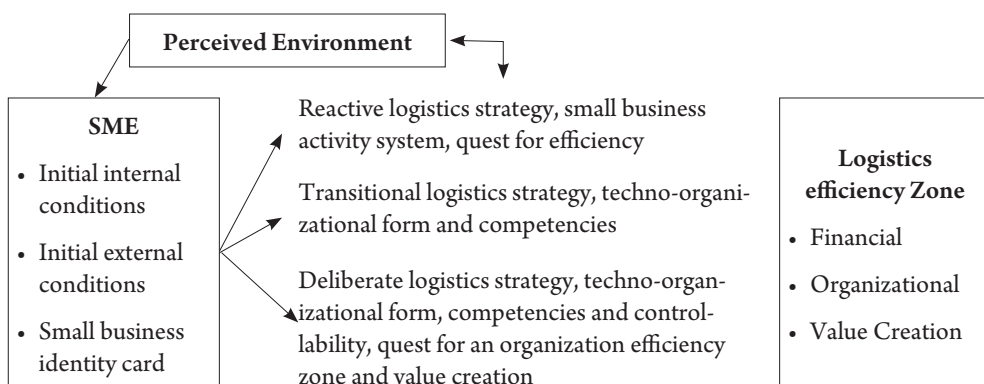 Perceived Environment
SME
• Initial internal
conditions
• Initial external
conditions
• Small business
identity card
Reactive logistics strategy, small business
activity system, quest for efficiency
Transitional logistics strategy, techno-organi-
zational form and competencies
Deliberate logistics strategy, techno-organ-
izational form, competencies and control-
lability, quest for an organization efficiency
zone and value creation
Logistics
efficiency Zone
• Financial
• Organizational
• Value Creation